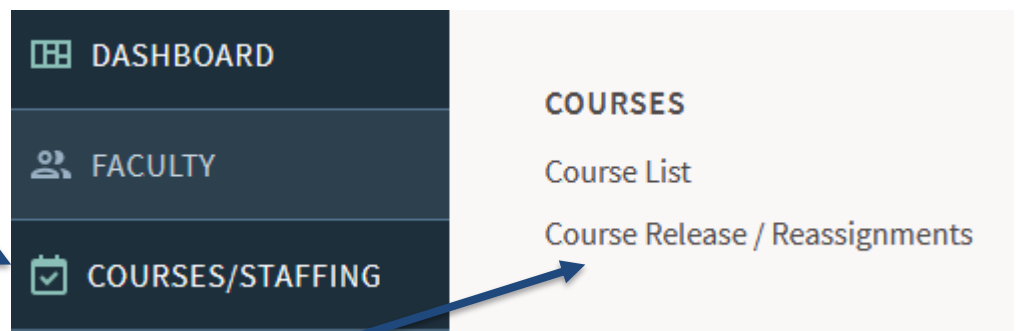 DASHBOARD
FACULTY
COURSES/STAFFING
COURSES
Course List
Course Release / Reassignments